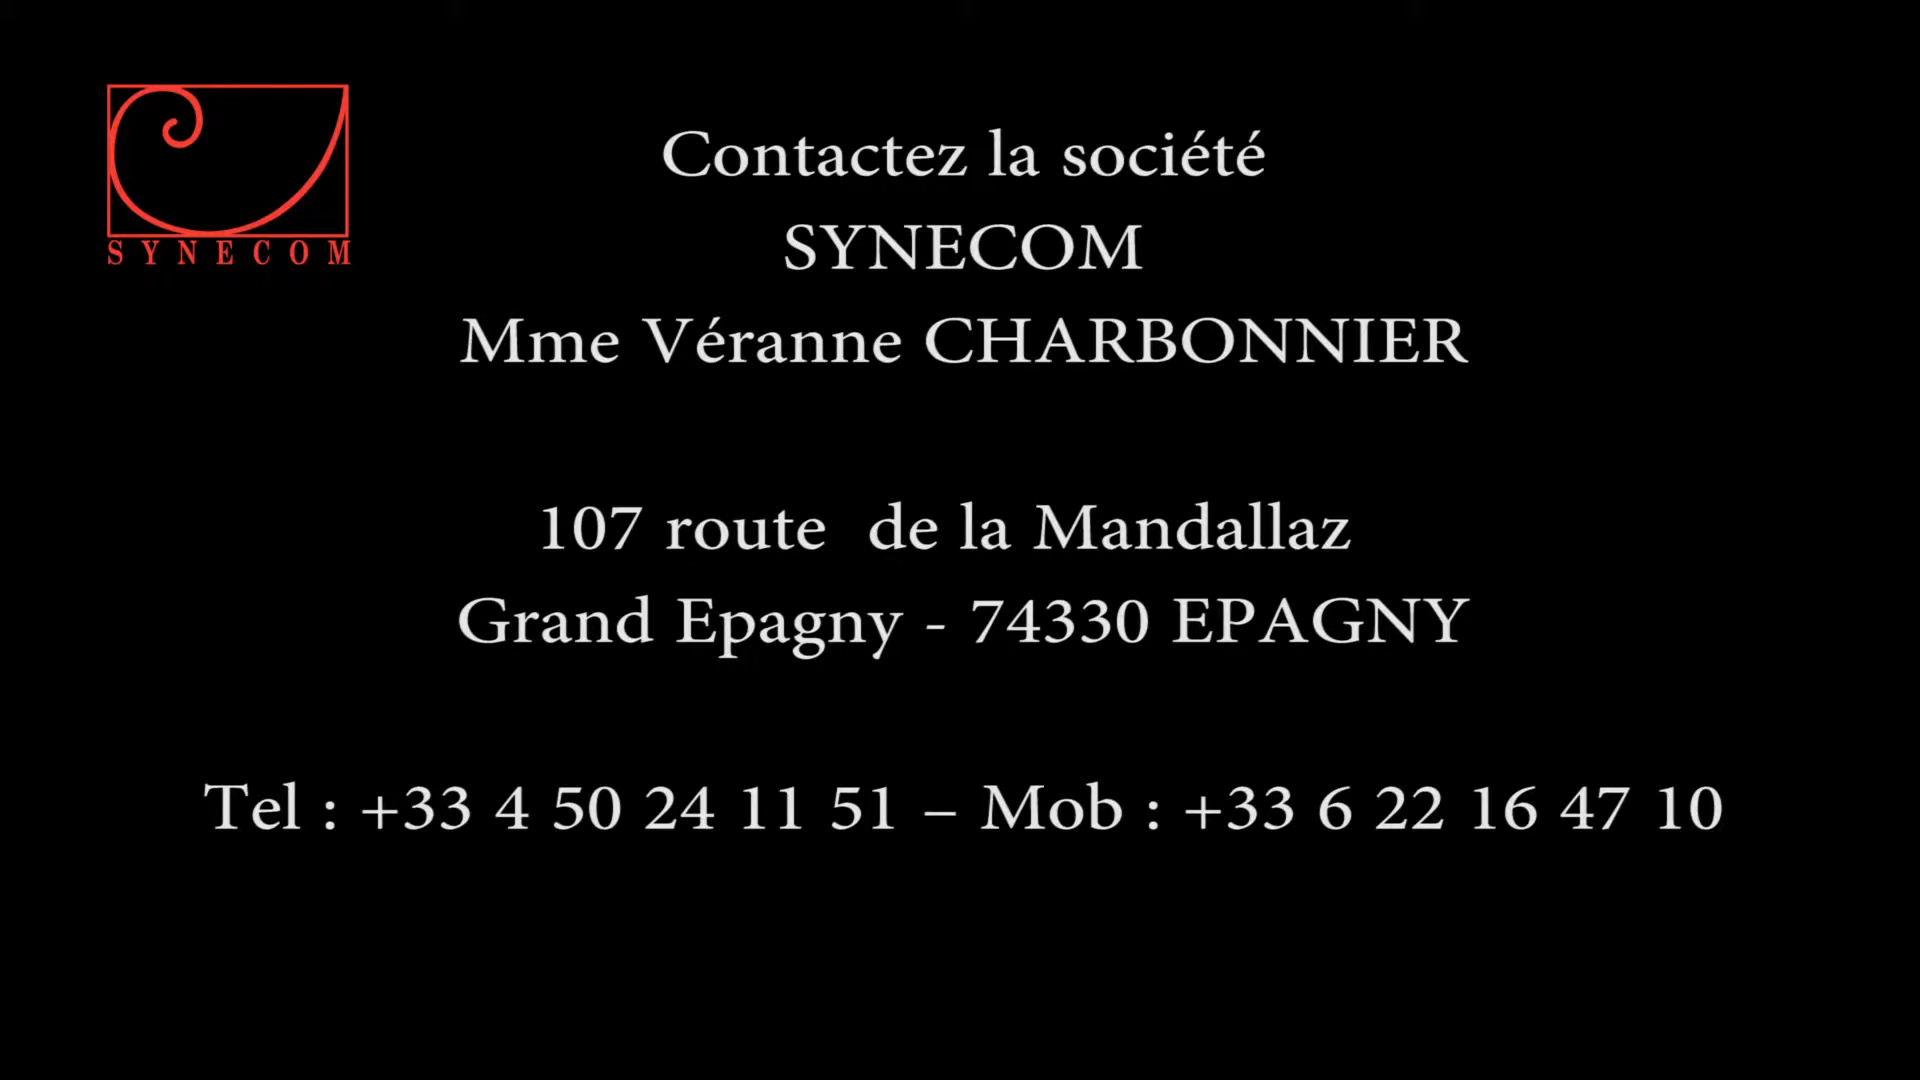 SYNECOM
Contactez la société
SYNECOM
Mme Véranne CHARBONNIER
107 route de la Mandallaz
Grand Epagny - 74330 EPAGNY
Tel : +33 4 50 24 11 51 – Mob : +33 6 22 16 47 10